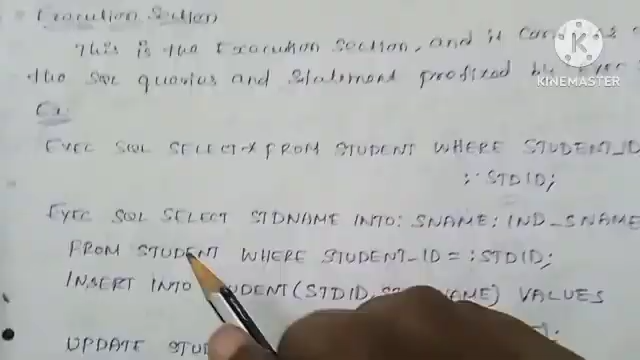 Execution Section
This is the Execution section, and it
the SQL queries and Statement prefixed
KINEMASTER
Ex:
EXEC SQL SELECT * FROM STUDENT WHERE STUDENT_ID
:STDID;
EXEC SQL SELECT STDNAME INTO: SNAME: IND_SNAME
FROM STUDENT WHERE STUDENT_ID = :STDID;
INSERT INTO (STDID, VALUES
UPDATE